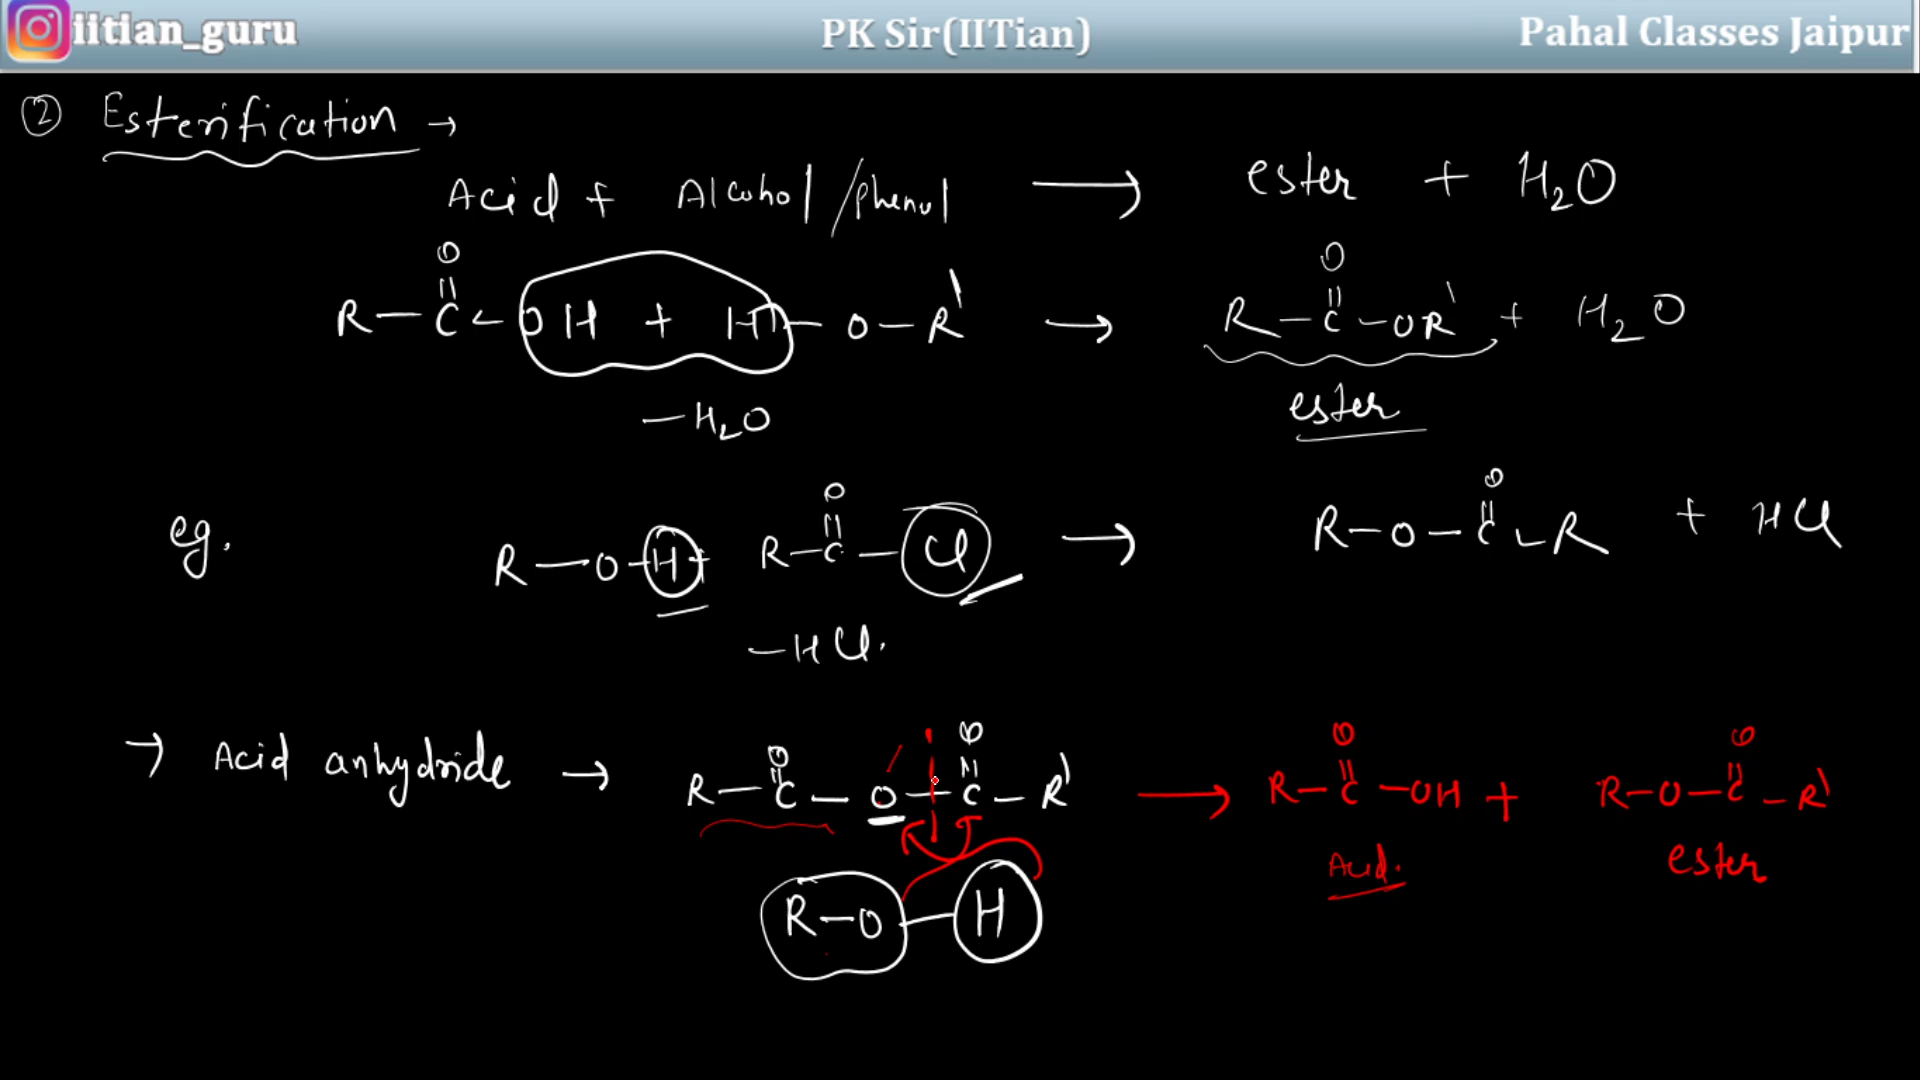 iitian_guru PK Sir(IITian) Pahal Classes Jaipur
② Esterification →
Acid + Alcohol/phenol ⟶ ester + H₂O
O O
R—C-OH + H—O—R' → R—C—OR' + H₂O
—H₂O ester
O O
eg. R—O—H + R—C—Cl → R—O—C-R + HCl
—HCl.
O O O O
→ Acid anhydride → R—C—O—C—R' → R—C—OH + R—O—C—R'
Acid. ester
R—O—H